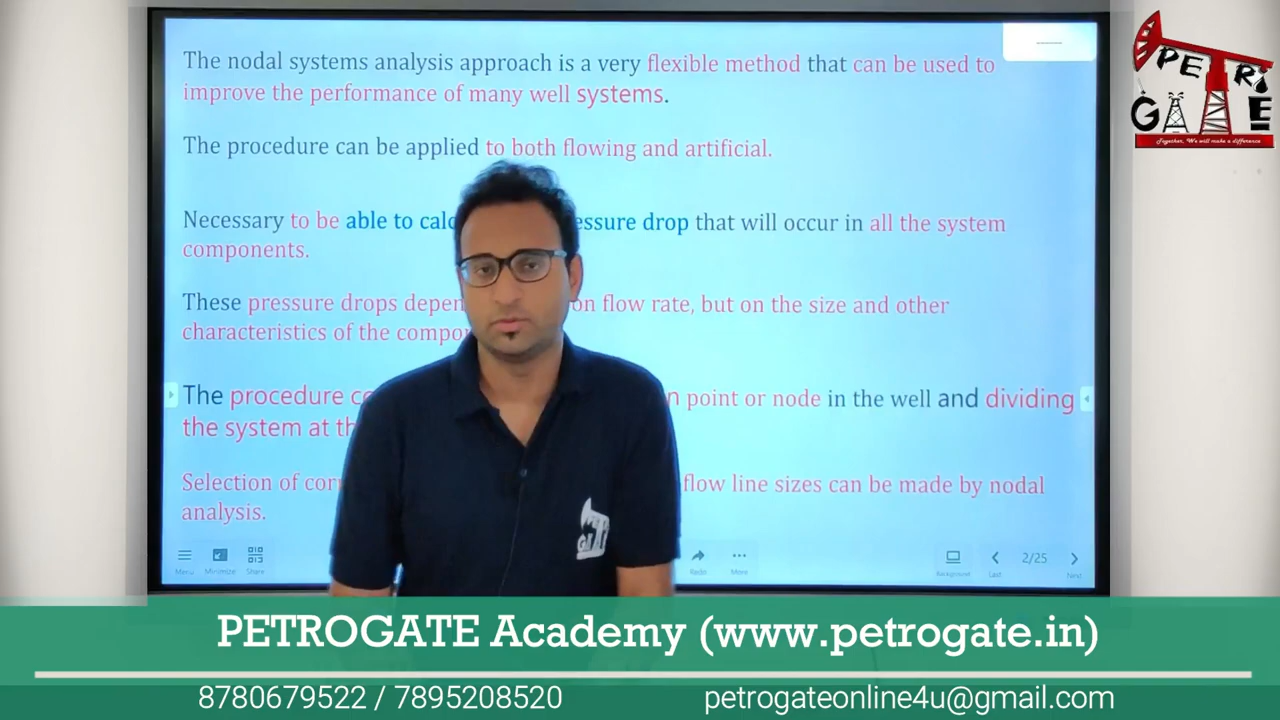 The nodal systems analysis approach is a very flexible method that can be used to
improve the performance of many well systems.
The procedure can be applied to both flowing and artificial.
Necessary to be able to calc essure drop that will occur in all the system
components.
These pressure drops depen on flow rate, but on the size and other
characteristics of the compo
The procedure co n point or node in the well and dividing
the system at th
Selection of corr flow line sizes can be made by nodal
analysis.
Menu Minimize Share Redo More Background Last 2/25 Next
PETRO
GATE
Together, We will make a difference
PETROGATE Academy (www.petrogate.in)
8780679522 / 7895208520 petrogateonline4u@gmail.com